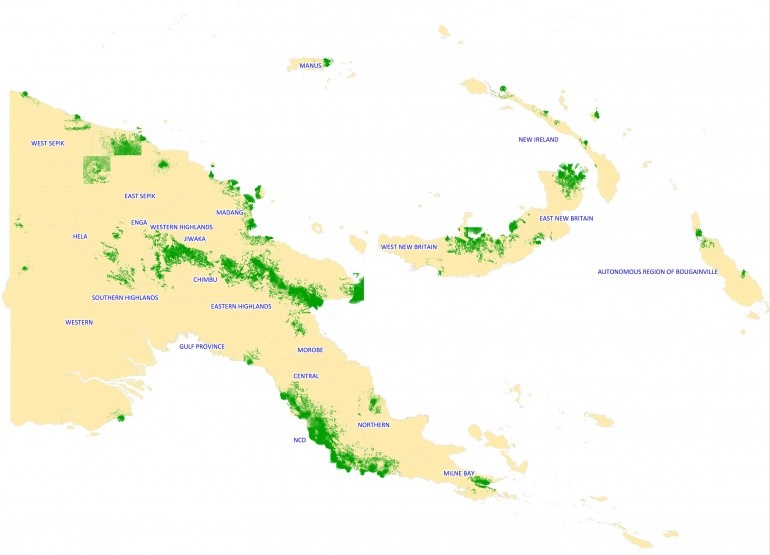 MANUS
NEW IRELAND
WEST SEPIK
EAST SEPIK
MADANG
EAST NEW BRITAIN
ENGA
WESTERN HIGHLANDS
HELA
JIWAKA
WEST NEW BRITAIN
AUTONOMOUS REGION OF BOUGAINVILLE
CHIMBU
SOUTHERN HIGHLANDS
EASTERN HIGHLANDS
WESTERN
GULF PROVINCE
MOROBE
CENTRAL
NORTHERN
NCD
MILNE BAY